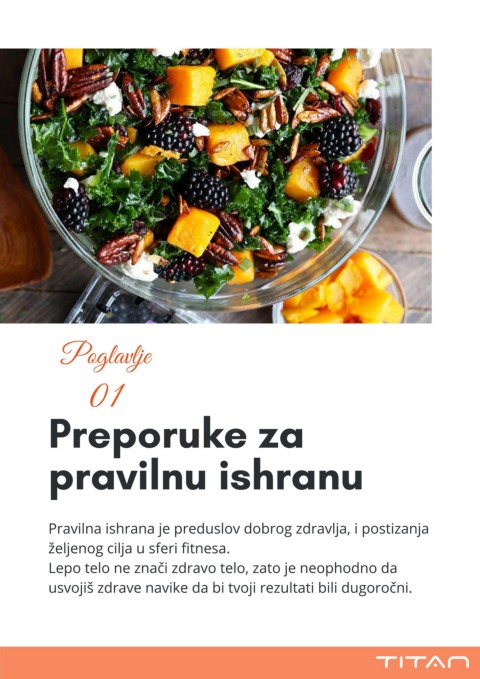 Poglavlje
01
Preporuke za
pravilnu ishranu
Pravilna ishrana je preduslov dobrog zdravlja, i postizanja
željenog cilja u sferi fitnesa.
Lepo telo ne znači zdravo telo, zato je neophodno da
usvojiš zdrave navike da bi tvoji rezultati bili dugoročni.
TITAN